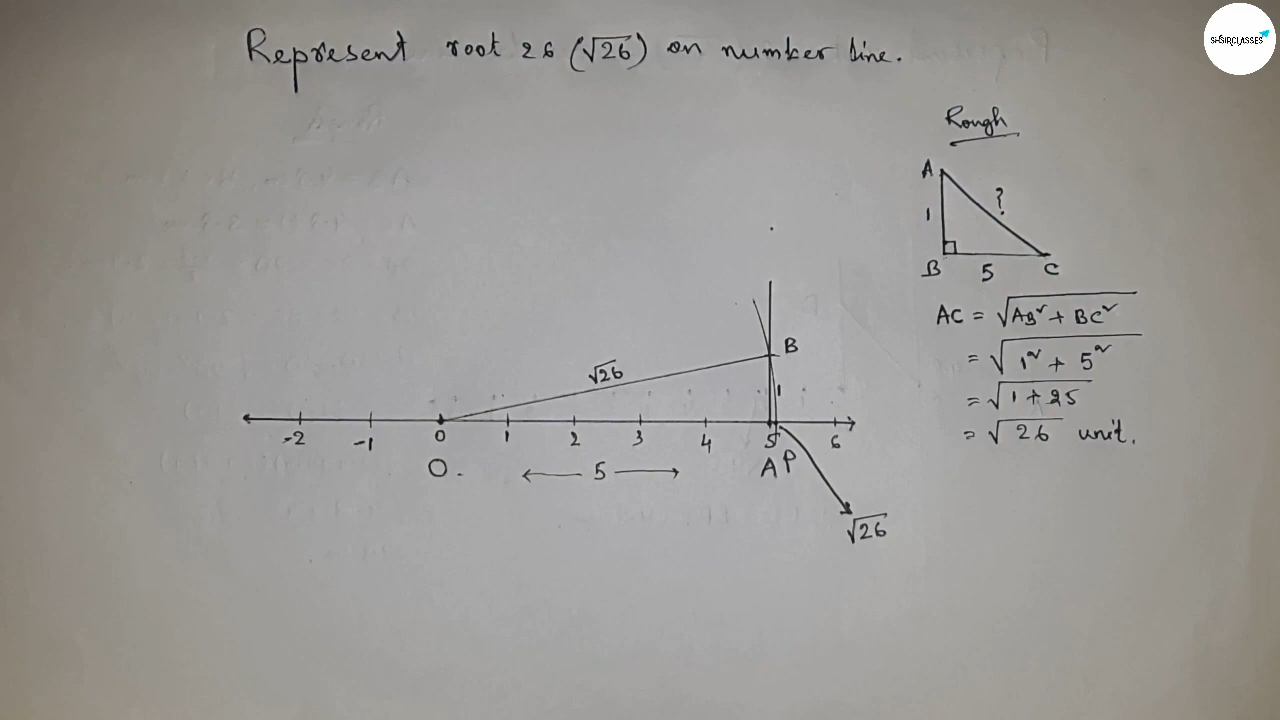 Represent root 26 (√26) on number line.
SHSIRCLASSES
Rough
A
1
?
B
5
C
AC = √AB² + BC²
= √1² + 5²
= √1 + 25
= √26 unit.
B
√26
1
-2 -1 0 1 2 3 4 5 6
O. 5 A P
√26